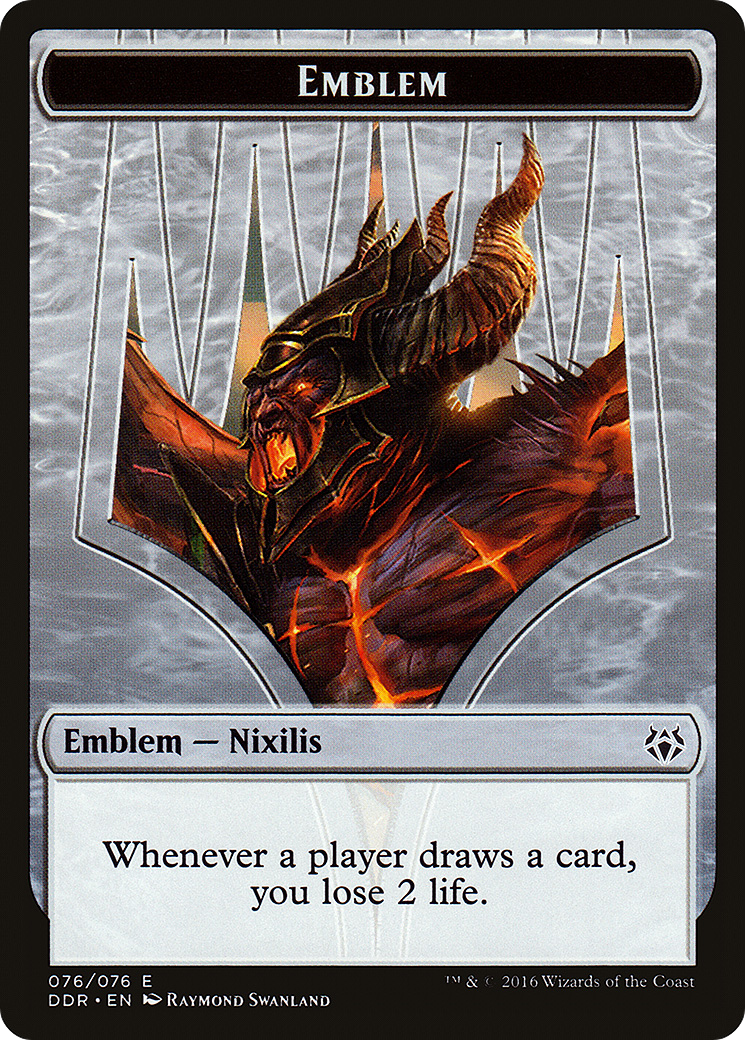 EMBLEM
Emblem — Nixilis
Whenever a player draws a card,
you lose 2 life.
076/076 E
DDR • EN RAYMOND SWANLAND
™ & © 2016 Wizards of the Coast